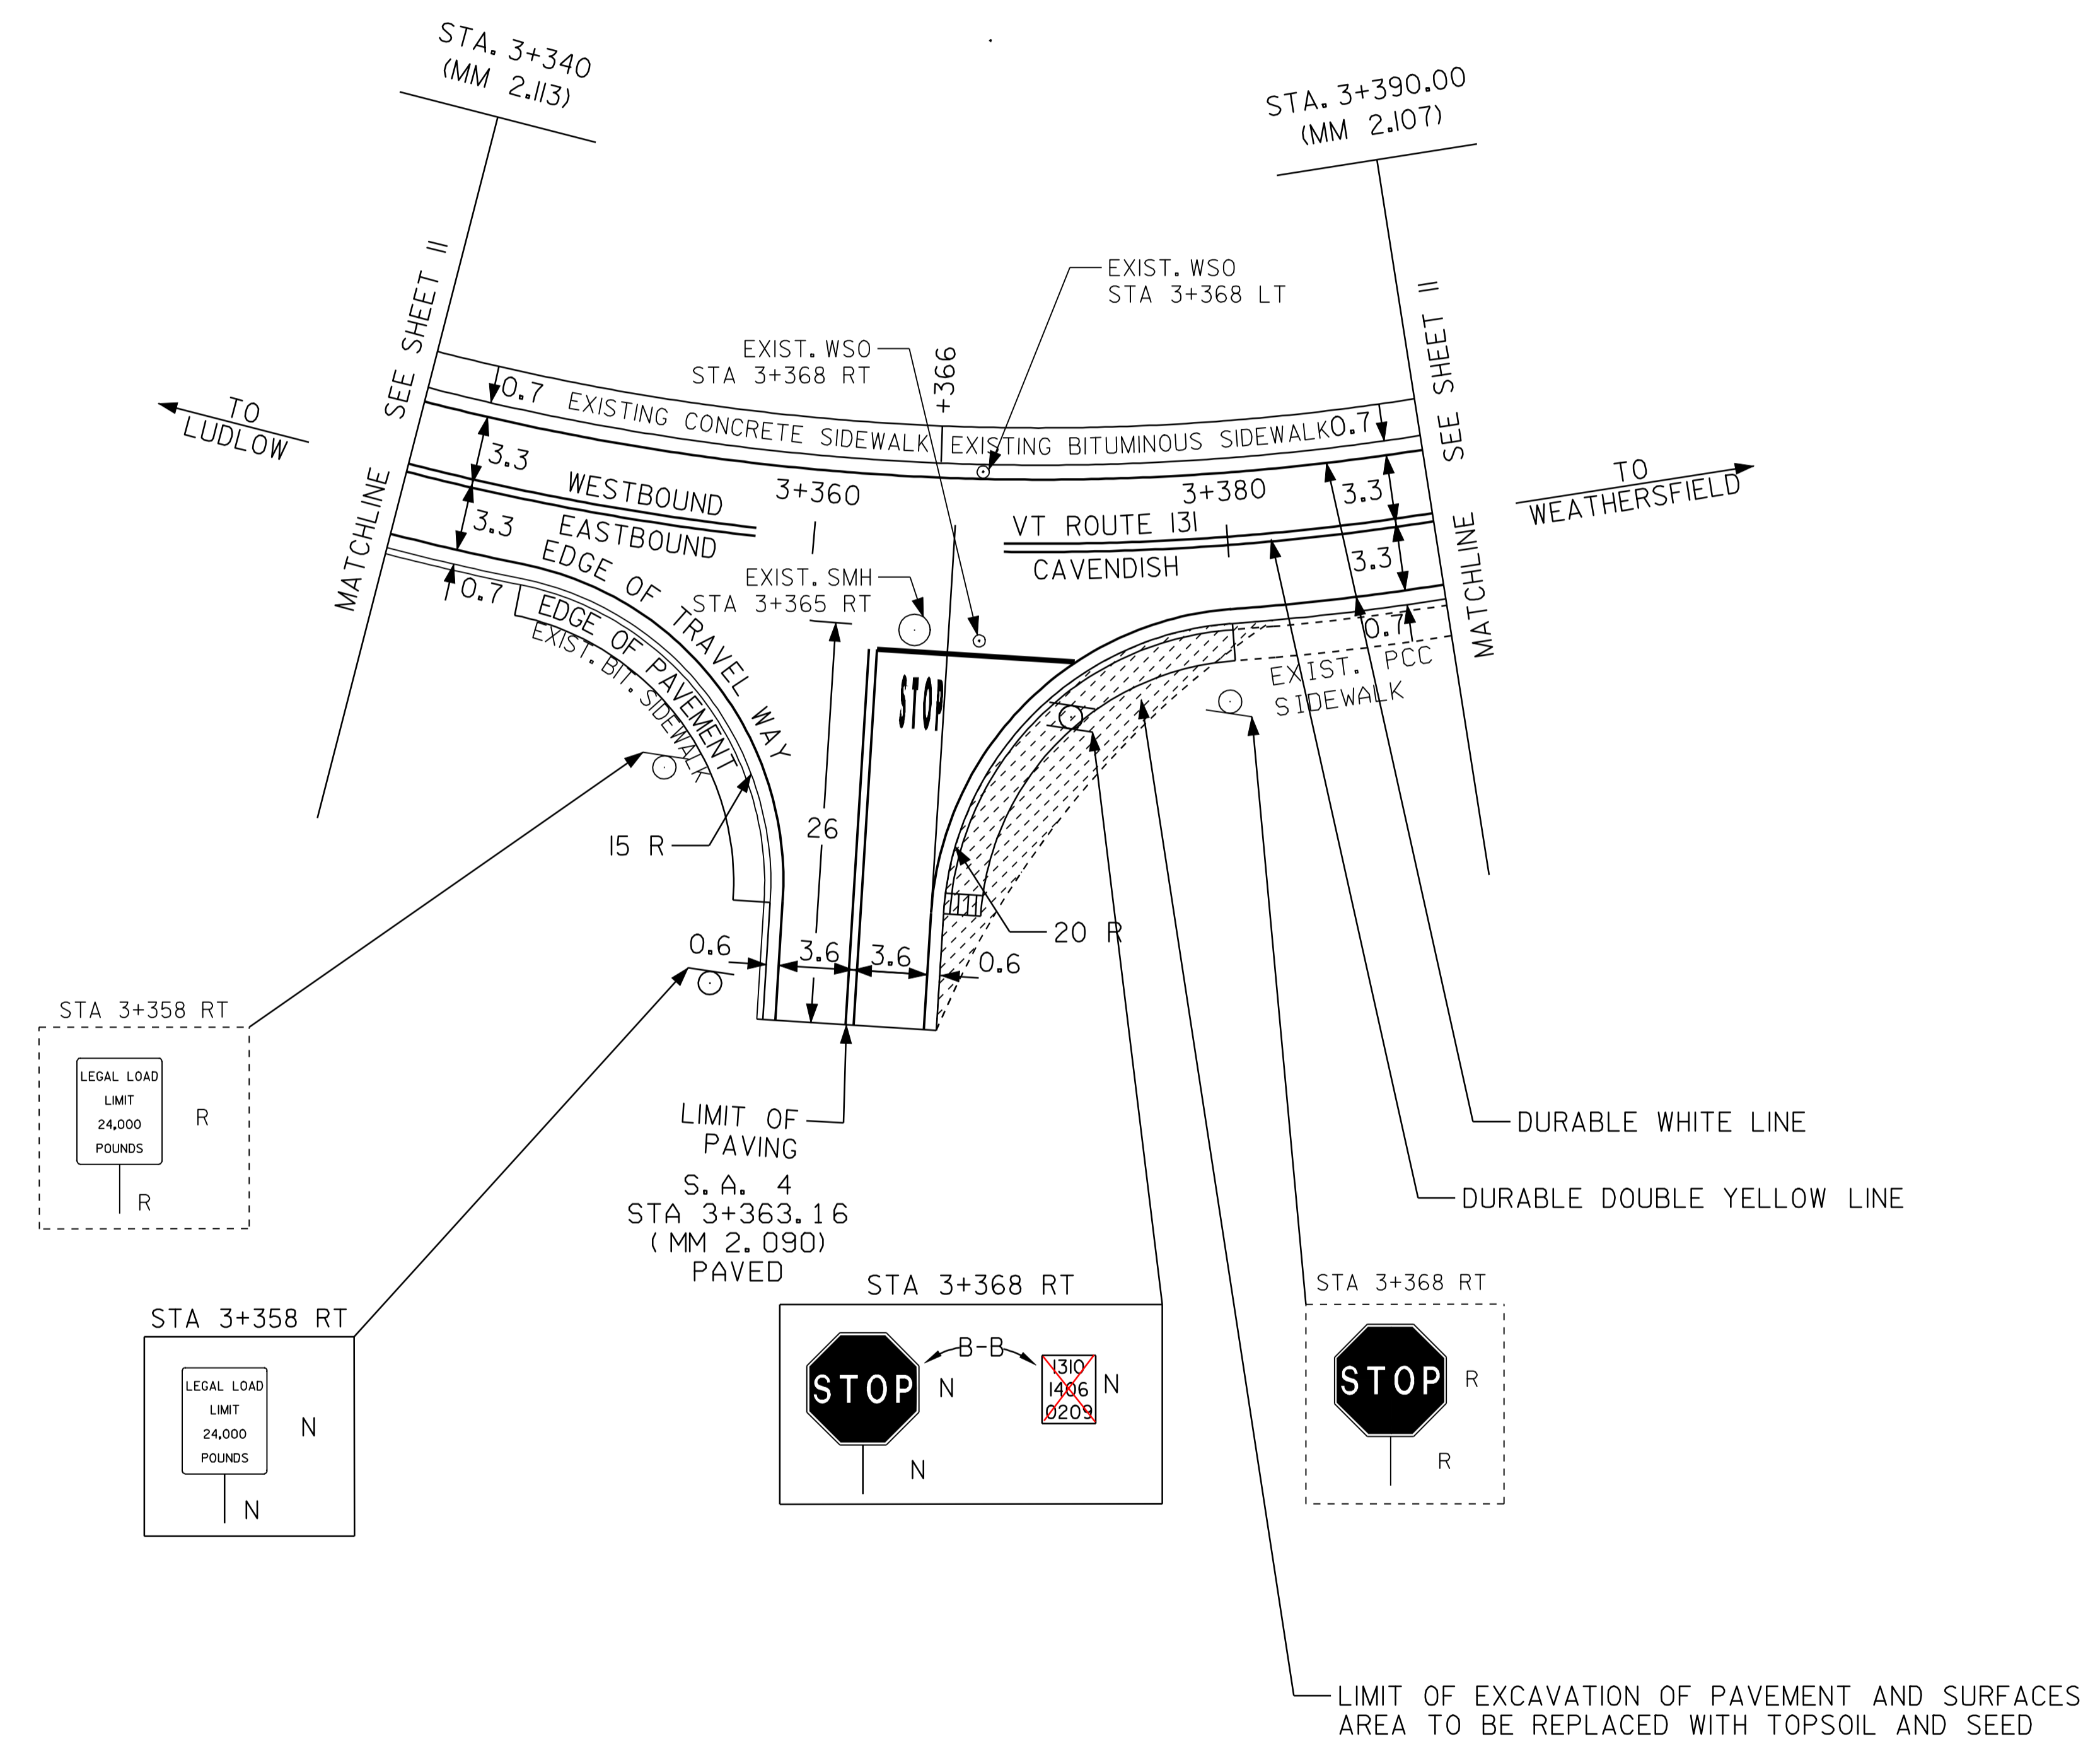 STA. 3+340
(MM 2.113)
STA. 3+390.00
(MM 2.107)
MATCHLINE SEE SHEET 11
MATCHLINE SEE SHEET 11
EXIST. WSO
STA 3+368 LT
EXIST. WSO
STA 3+368 RT
+366
TO
LUDLOW
TO
WEATHERSFIELD
0.7
EXISTING CONCRETE SIDEWALK
EXISTING BITUMINOUS SIDEWALK
0.7
3.3
WESTBOUND
3+360
3+380
3.3
3.3
EASTBOUND
VT ROUTE 131
CAVENDISH
3.3
EDGE OF TRAVEL WAY
EXIST. SMH
STA 3+365 RT
0.7
EDGE OF PAVEMENT
EXIST. BIT. SIDEWALK
0.7
EXIST. PCC
SIDEWALK
STOP
15 R
26
20 R
0.6
3.6
3.6
0.6
STA 3+358 RT
LEGAL LOAD
LIMIT
24,000
POUNDS
R
R
LIMIT OF
PAVING
S. A. 4
STA 3+363.16
(MM 2.090)
PAVED
DURABLE WHITE LINE
DURABLE DOUBLE YELLOW LINE
STA 3+358 RT
LEGAL LOAD
LIMIT
24,000
POUNDS
N
N
STA 3+368 RT
STOP
B-B
N
1310
1406
0209
N
N
STA 3+368 RT
STOP
R
R
LIMIT OF EXCAVATION OF PAVEMENT AND SURFACES
AREA TO BE REPLACED WITH TOPSOIL AND SEED